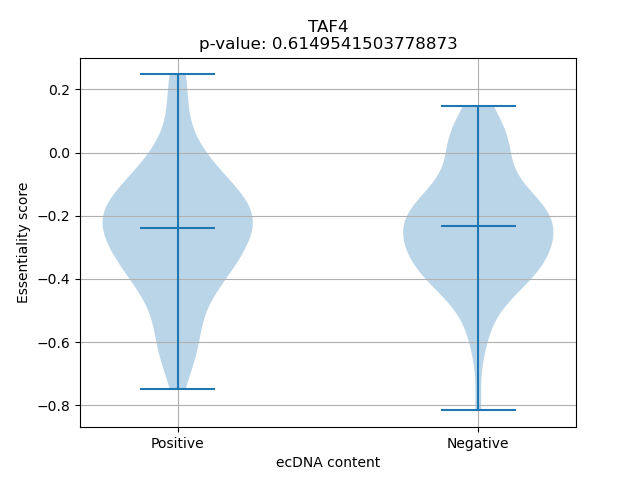 TAF4
p-value: 0.6149541503778873
0.2
0.0
−0.2
−0.4
−0.6
−0.8
Essentiality score
Positive
Negative
ecDNA content